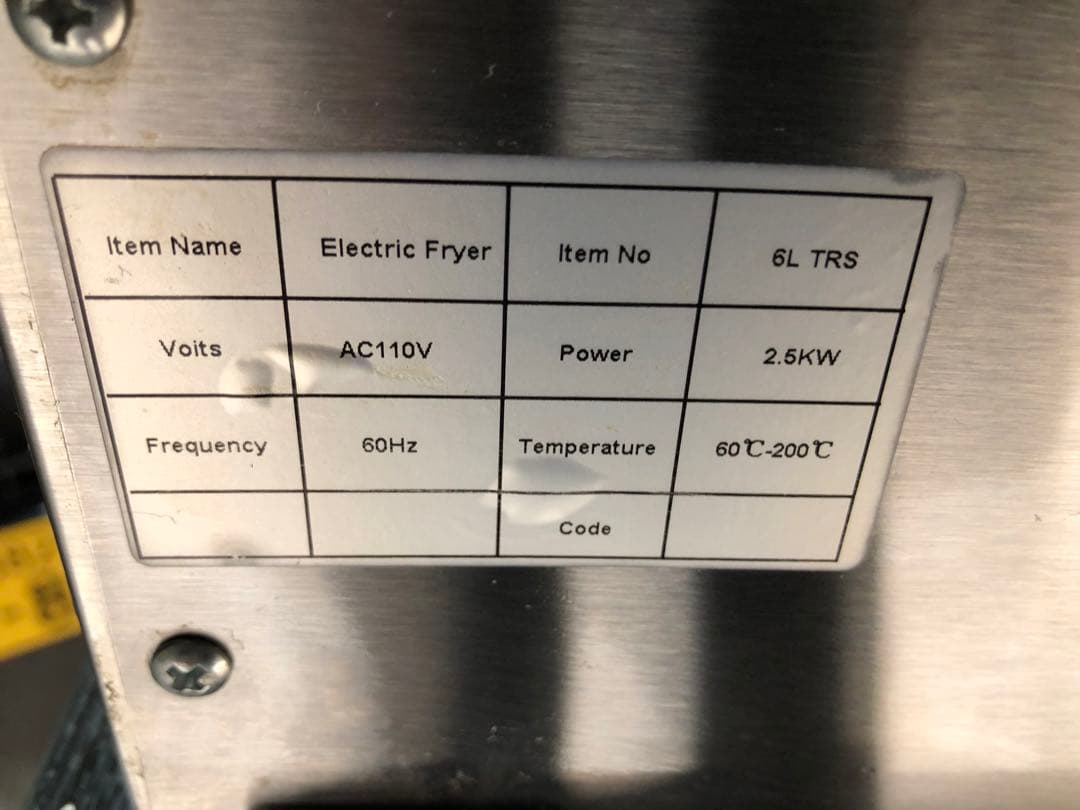 Item Name Electric Fryer Item No 6L TRS
Voits AC110V Power 2.5KW
Frequency 60Hz Temperature 60℃-200℃
Code